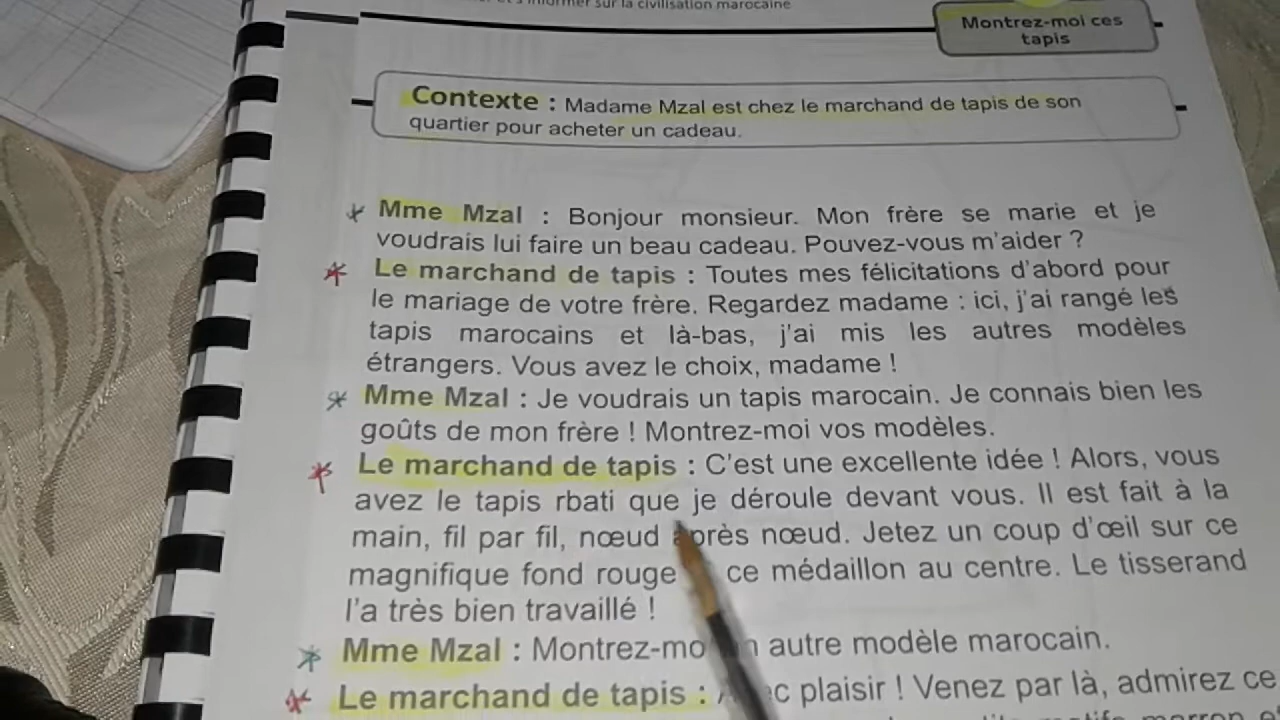 s'informer sur la civilisation marocaine
Montrez-moi ces
tapis
Contexte : Madame Mzal est chez le marchand de tapis de son
quartier pour acheter un cadeau.
Mme Mzal : Bonjour monsieur. Mon frère se marie et je
voudrais lui faire un beau cadeau. Pouvez-vous m'aider ?
Le marchand de tapis : Toutes mes félicitations d'abord pour
le mariage de votre frère. Regardez madame : ici, j'ai rangé les
tapis marocains et là-bas, j'ai mis les autres modèles
étrangers. Vous avez le choix, madame !
Mme Mzal : Je voudrais un tapis marocain. Je connais bien les
goûts de mon frère ! Montrez-moi vos modèles.
Le marchand de tapis : C'est une excellente idée ! Alors, vous
avez le tapis rbati que je déroule devant vous. Il est fait à la
main, fil par fil, nœud après nœud. Jetez un coup d'œil sur ce
magnifique fond rouge ce médaillon au centre. Le tisserand
l'a très bien travaillé !
Mme Mzal : Montrez-mo autre modèle marocain.
Le marchand de tapis : plaisir ! Venez par là, admirez ce
motifs marron et